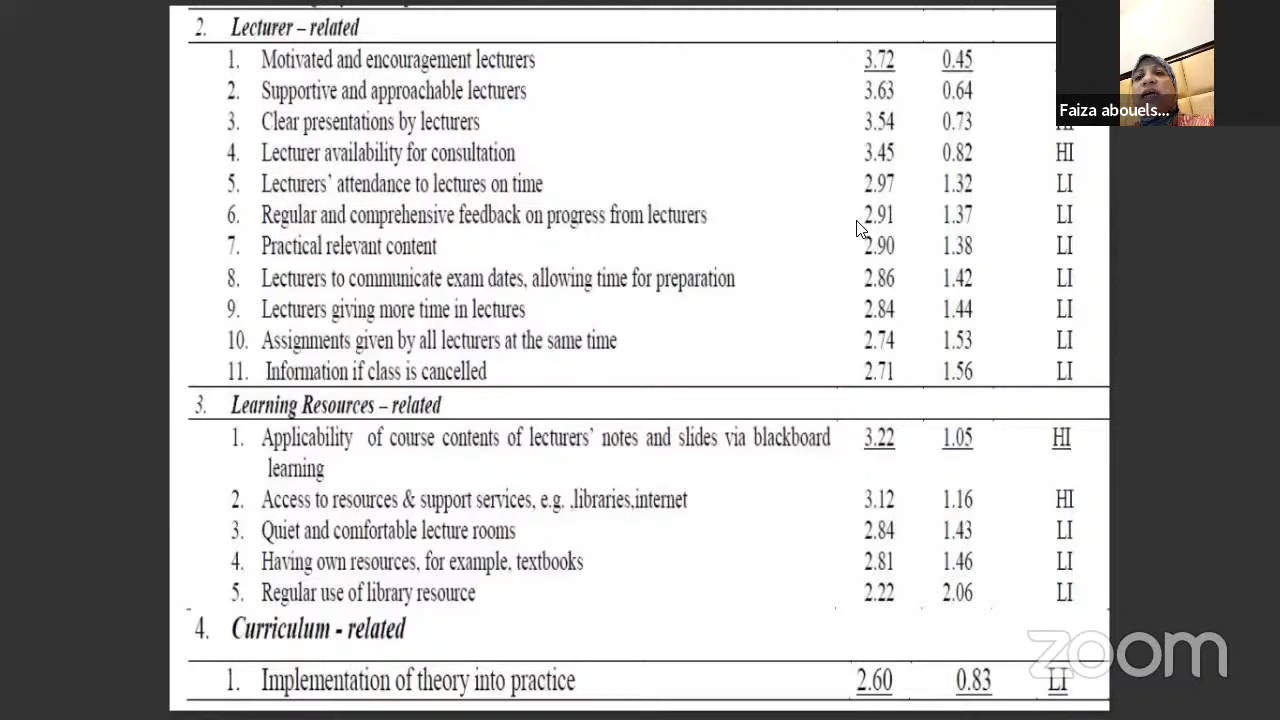 2. Lecturer – related
1. Motivated and encouragement lecturers 3.72 0.45
2. Supportive and approachable lecturers 3.63 0.64
3. Clear presentations by lecturers 3.54 0.73
4. Lecturer availability for consultation 3.45 0.82 HI
5. Lecturers’ attendance to lectures on time 2.97 1.32 LI
6. Regular and comprehensive feedback on progress from lecturers 2.91 1.37 LI
7. Practical relevant content 2.90 1.38 LI
8. Lecturers to communicate exam dates, allowing time for preparation 2.86 1.42 LI
9. Lecturers giving more time in lectures 2.84 1.44 LI
10. Assignments given by all lecturers at the same time 2.74 1.53 LI
11. Information if class is cancelled 2.71 1.56 LI
3. Learning Resources – related
1. Applicability of course contents of lecturers’ notes and slides via blackboard 3.22 1.05 HI
learning
2. Access to resources & support services, e.g. ,libraries,internet 3.12 1.16 HI
3. Quiet and comfortable lecture rooms 2.84 1.43 LI
4. Having own resources, for example, textbooks 2.81 1.46 LI
5. Regular use of library resource 2.22 2.06 LI
4. Curriculum - related
1. Implementation of theory into practice 2.60 0.83 LI
Faiza abouels...
zoom